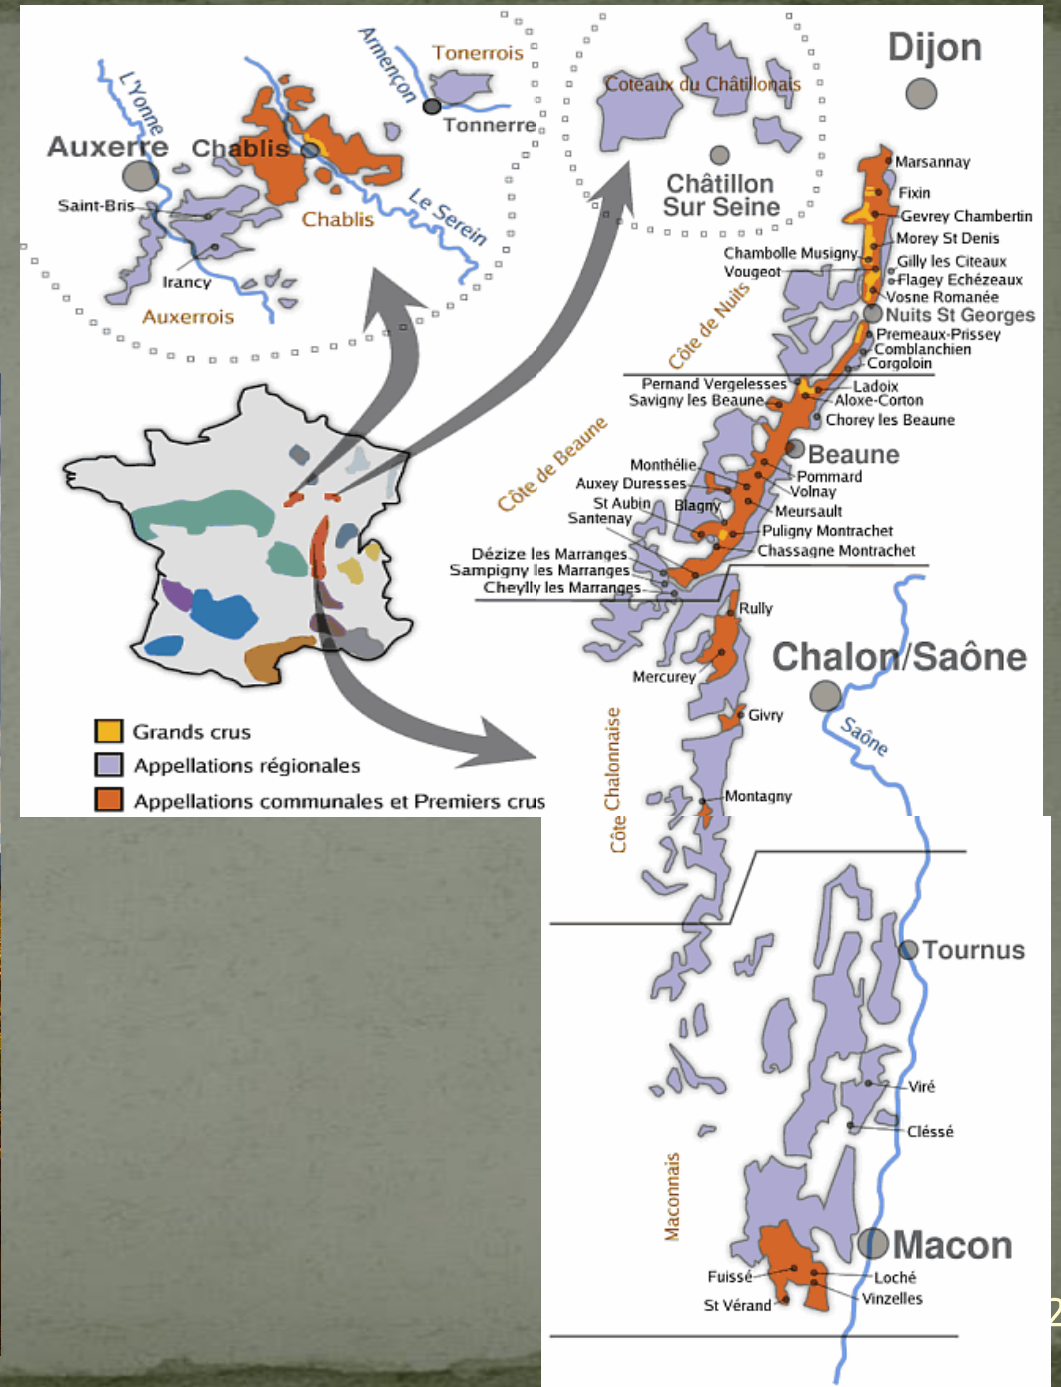 Tonerrois
Armençon
Tonnerre
L'Yonne
Auxerre
Chablis
Saint-Bris
Chablis
Le Serein
Irancy
Auxerrois
Coteaux du Châtillonais
Châtillon
Sur Seine
Dijon
Marsannay
Fixin
Gevrey Chambertin
Morey St Denis
Chambolle Musigny
Gilly les Citeaux
Vougeot
Flagey Echézeaux
Vosne Romanée
Nuits St Georges
Côte de Nuits
Premeaux-Prissey
Comblanchien
Corgoloin
Pernand Vergelesses
Ladoix
Savigny les Beaune
Aloxe-Corton
Chorey les Beaune
Côte de Beaune
Beaune
Monthélie
Pommard
Auxey Duresses
Volnay
St Aubin
Blagny
Meursault
Santenay
Puligny Montrachet
Chassagne Montrachet
Dézize les Marranges
Sampigny les Marranges
Cheylly les Marranges
Rully
Chalon/Saône
Mercurey
Givry
Saône
Côte Chalonnaise
Montagny
Grands crus
Appellations régionales
Appellations communales et Premiers crus
Tournus
Viré
Cléssé
Maconnais
Macon
Fuissé
Loché
St Vérand
Vinzelles
2